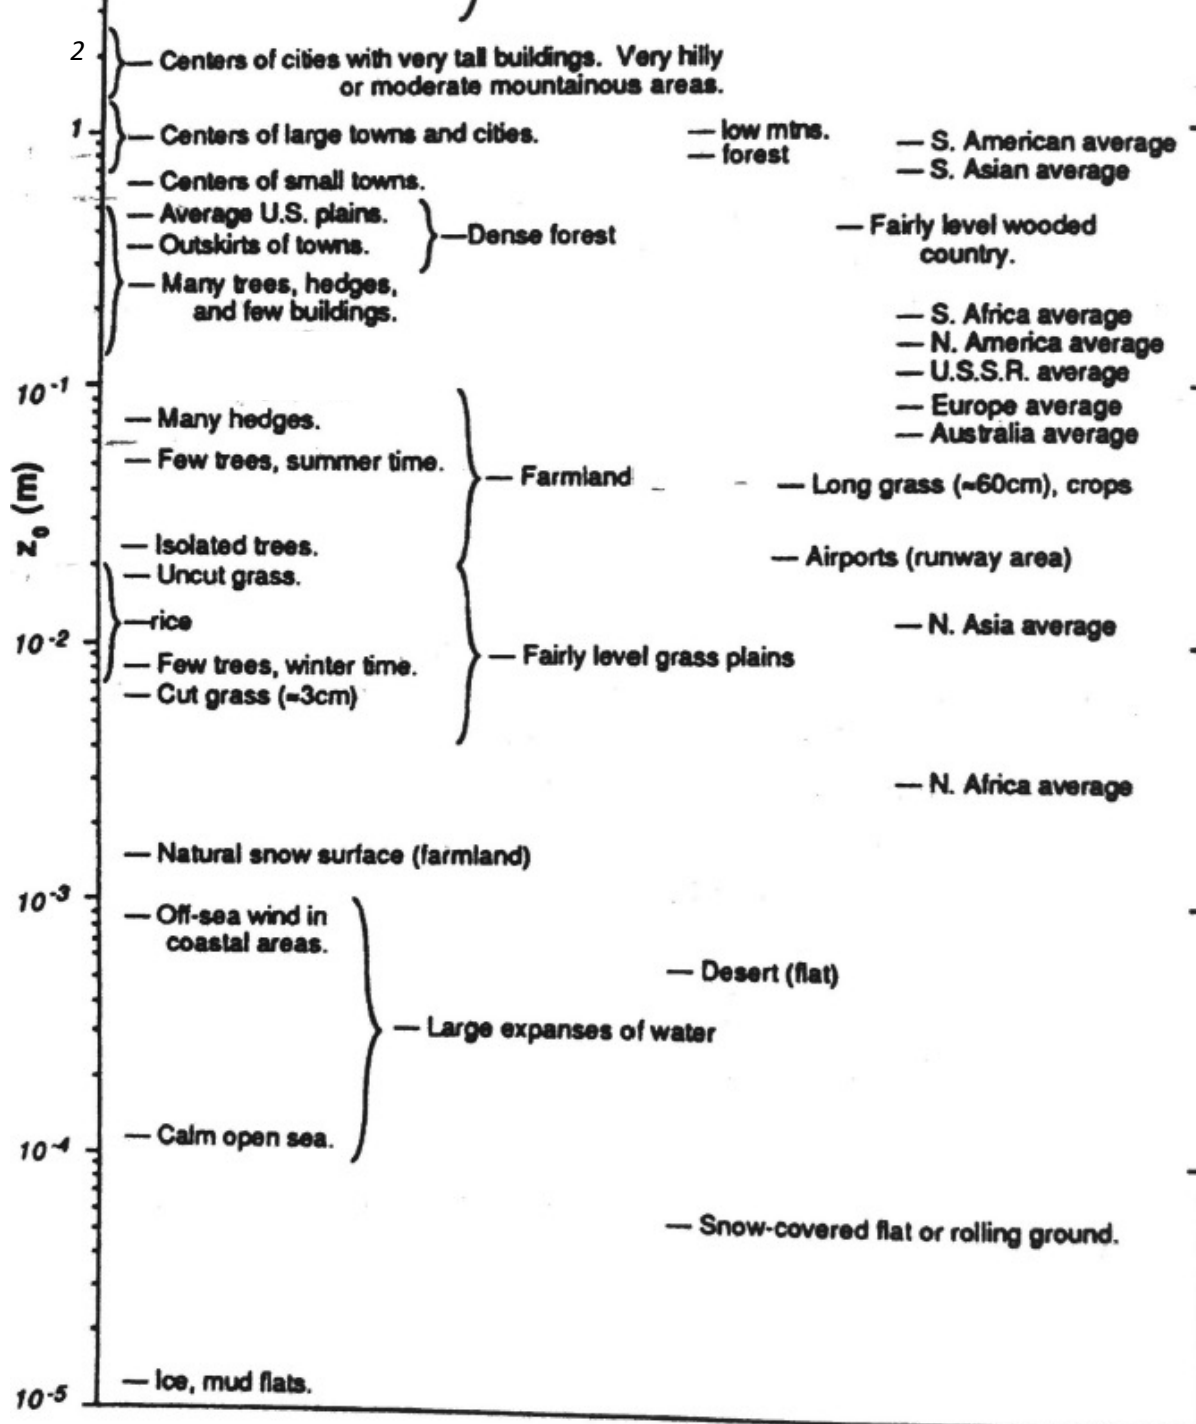 2
Centers of cities with very tall buildings. Very hilly
or moderate mountainous areas.
1
Centers of large towns and cities.
low mtns.
forest
S. American average
S. Asian average
Centers of small towns.
Average U.S. plains.
Outskirts of towns.
Dense forest
Fairly level wooded
country.
Many trees, hedges,
and few buildings.
S. Africa average
N. America average
U.S.S.R. average
Europe average
Australia average
10⁻¹
Many hedges.
Few trees, summer time.
Farmland
Long grass (≈60cm), crops
z₀ (m)
Isolated trees.
Uncut grass.
Airports (runway area)
rice
N. Asia average
10⁻²
Few trees, winter time.
Cut grass (≈3cm)
Fairly level grass plains
N. Africa average
Natural snow surface (farmland)
10⁻³
Off-sea wind in
coastal areas.
Desert (flat)
Large expanses of water
Calm open sea.
10⁻⁴
Snow-covered flat or rolling ground.
Ice, mud flats.
10⁻⁵